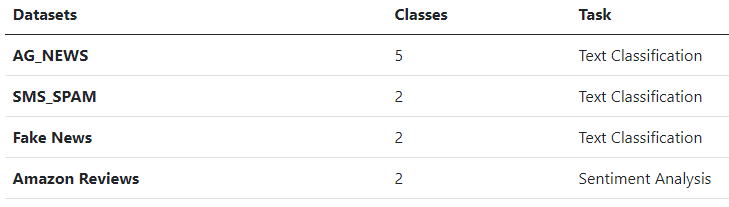 Datasets Classes Task
AG_NEWS 5 Text Classification
SMS_SPAM 2 Text Classification
Fake News 2 Text Classification
Amazon Reviews 2 Sentiment Analysis